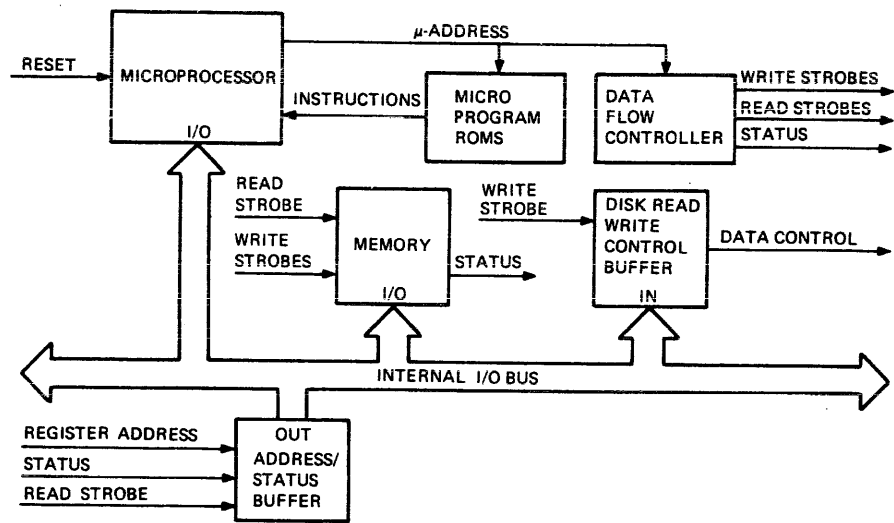 µ-ADDRESS
RESET
MICROPROCESSOR
I/O
INSTRUCTIONS
MICRO
PROGRAM
ROMS
DATA
FLOW
CONTROLLER
WRITE STROBES
READ STROBES
STATUS
READ
STROBE
WRITE
STROBES
MEMORY
I/O
STATUS
WRITE
STROBE
DISK READ
WRITE
CONTROL
BUFFER
IN
DATA CONTROL
INTERNAL I/O BUS
REGISTER ADDRESS
STATUS
READ STROBE
OUT
ADDRESS/
STATUS
BUFFER